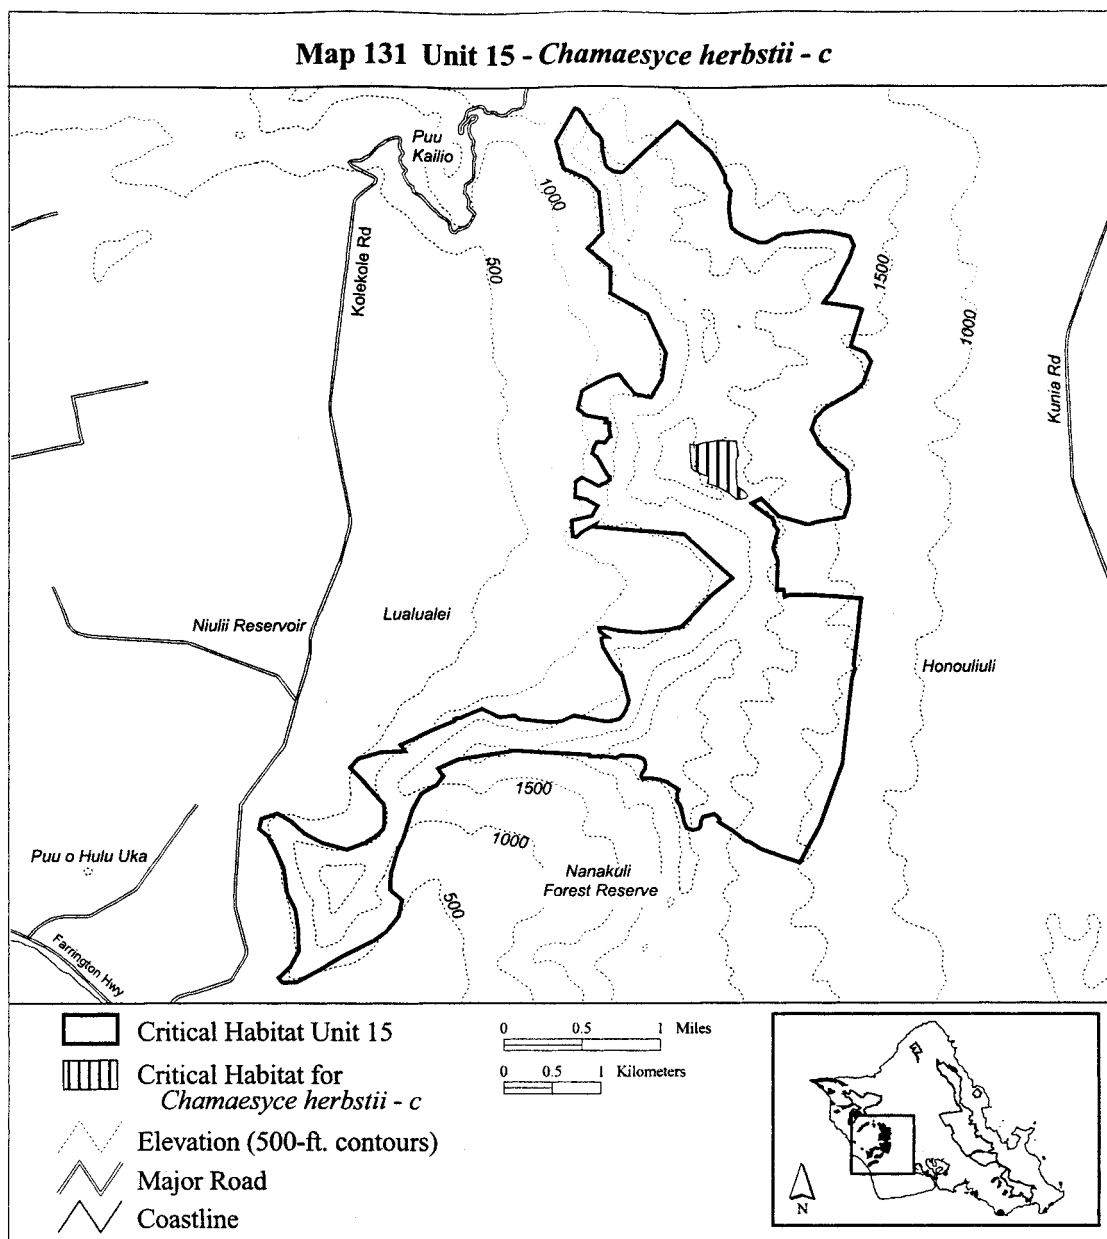 Map 131 Unit 15 - Chamaesyce herbstii - c
Puu
Kailio
1000
Kolekole Rd
500
1500
1000
Kunia Rd
Niulii Reservoir
Lualualei
Honouliuli
1500
1000
Puu o Hulu Uka
Nanakuli
Forest Reserve
500
Farrington Hwy
Critical Habitat Unit 15
Critical Habitat for
Chamaesyce herbstii - c
Elevation (500-ft. contours)
Major Road
Coastline
0 0.5 1 Miles
0 0.5 1 Kilometers
N